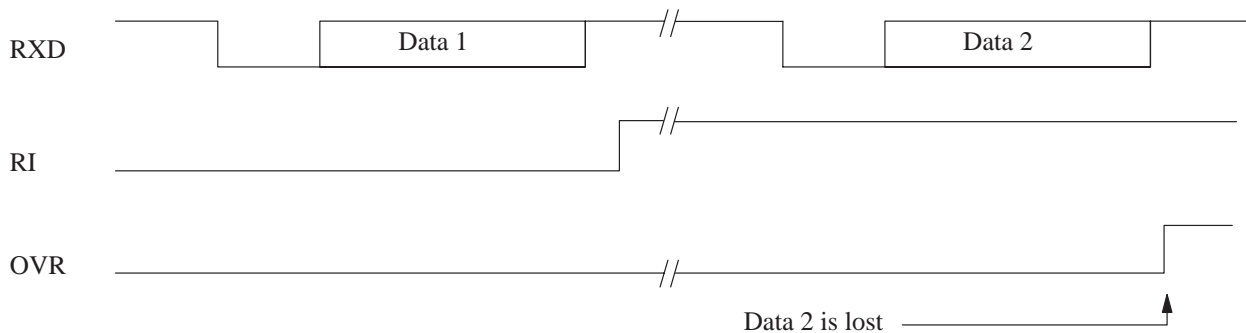 RXD
Data 1
Data 2
RI
OVR
Data 2 is lost